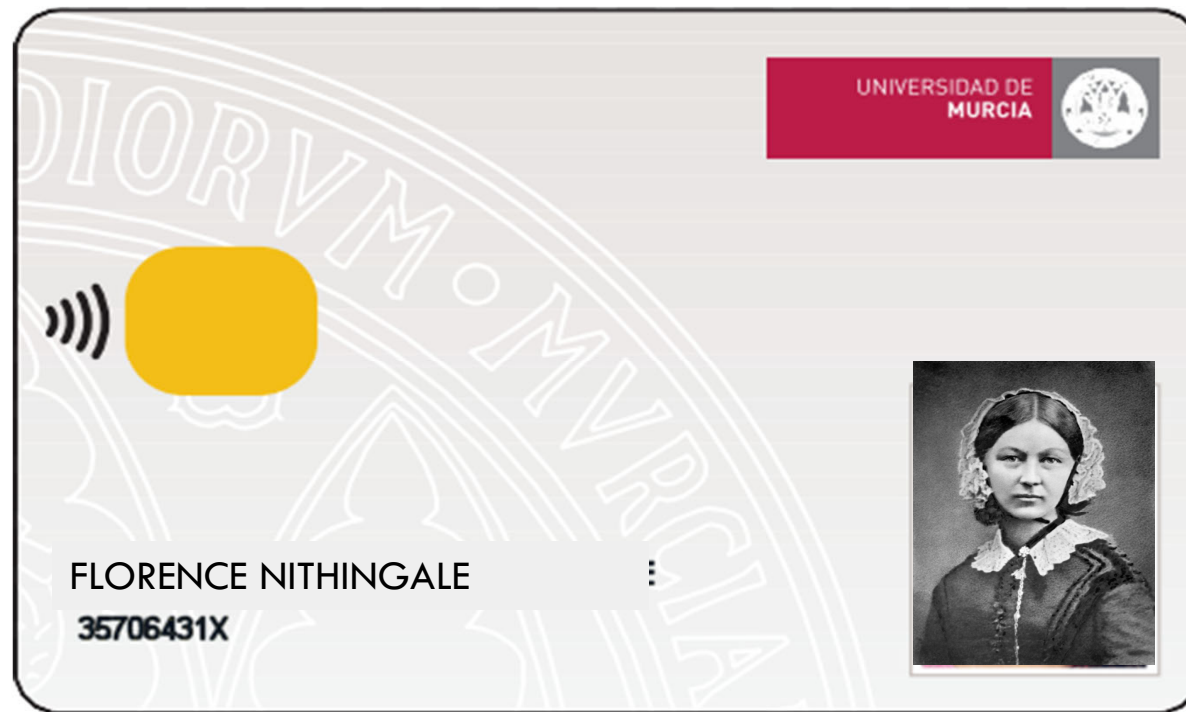 UNIVERSIDAD DE
MURCIA
DIORVM · MVRCIA
FLORENCE NITHINGALE
35706431X